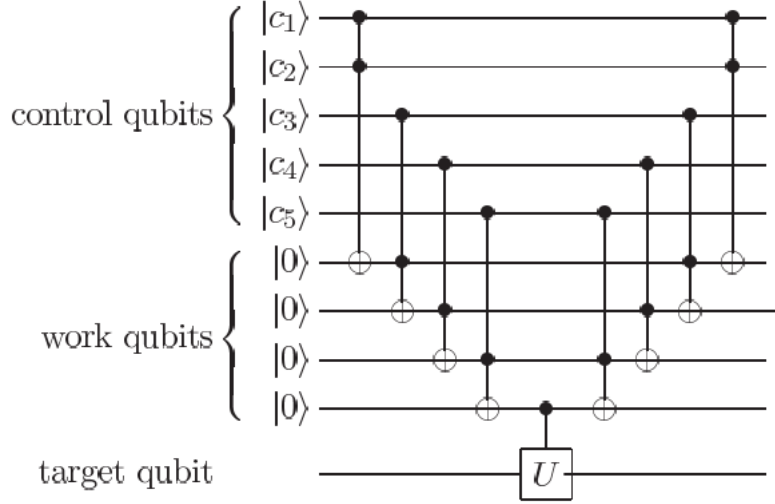 |c₁⟩
|c₂⟩
control qubits
|c₃⟩
|c₄⟩
|c₅⟩
|0⟩
|0⟩
work qubits
|0⟩
|0⟩
target qubit
U